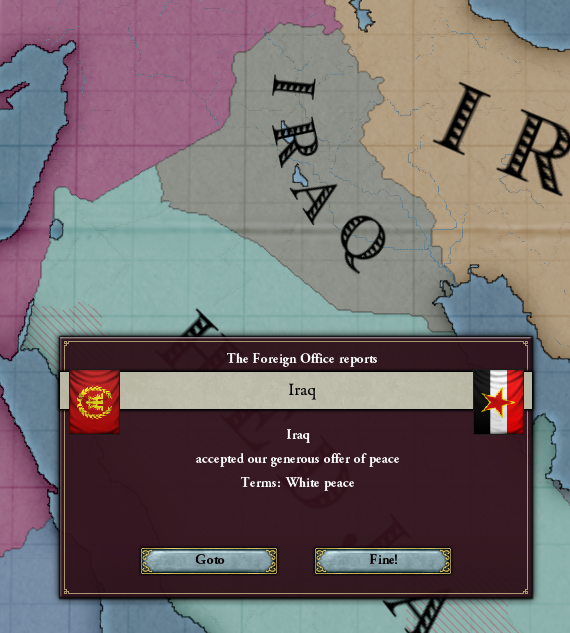 IRAQ
IR
HEDJA
The Foreign Office reports
Iraq
Iraq
accepted our generous offer of peace
Terms: White peace
Goto
Fine!